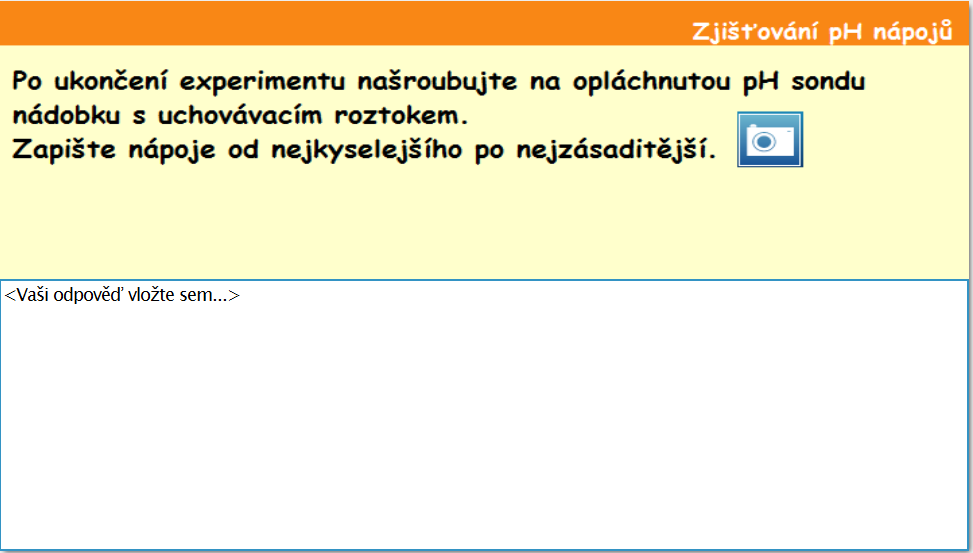 Zjišťování pH nápojů
Po ukončení experimentu našroubujte na opláchnutou pH sondu
nádobku s uchovávacím roztokem.
Zapište nápoje od nejkyselejšího po nejzásaditější.
<Vaši odpověď vložte sem...>